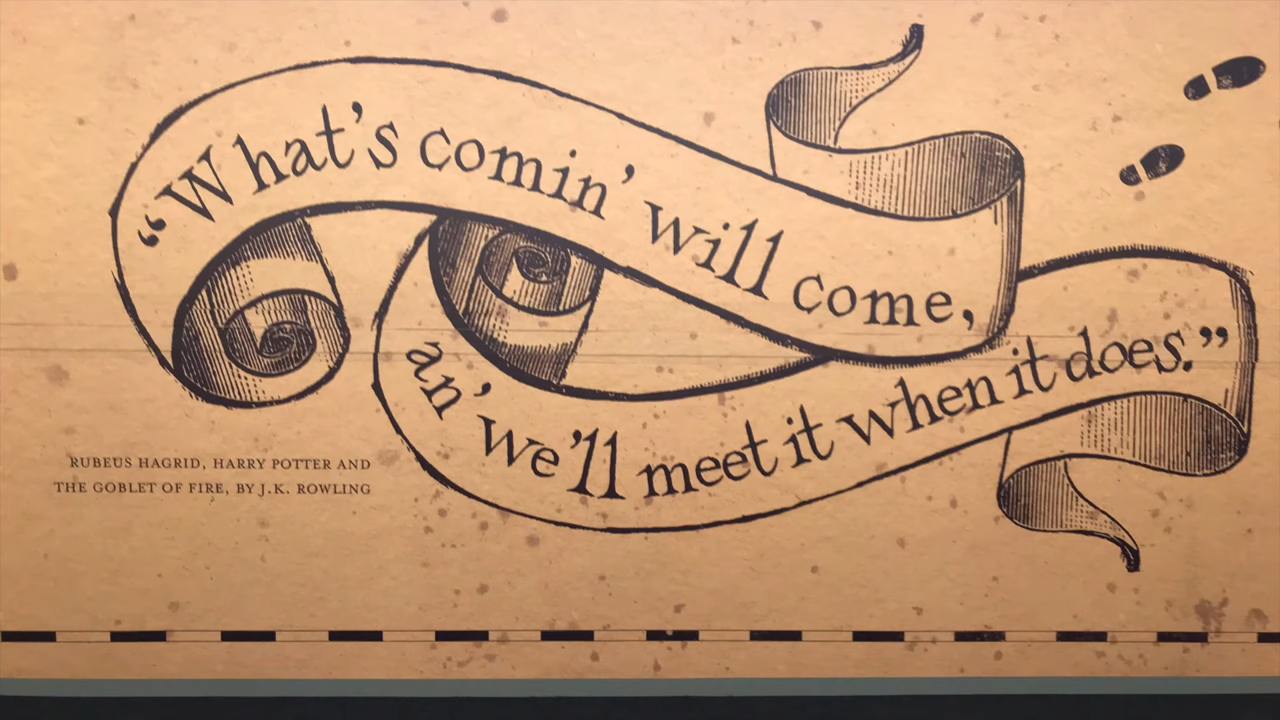 “What’s comin’ will come,
an’ we’ll meet it when it does.”
RUBEUS HAGRID, HARRY POTTER AND
THE GOBLET OF FIRE, BY J.K. ROWLING